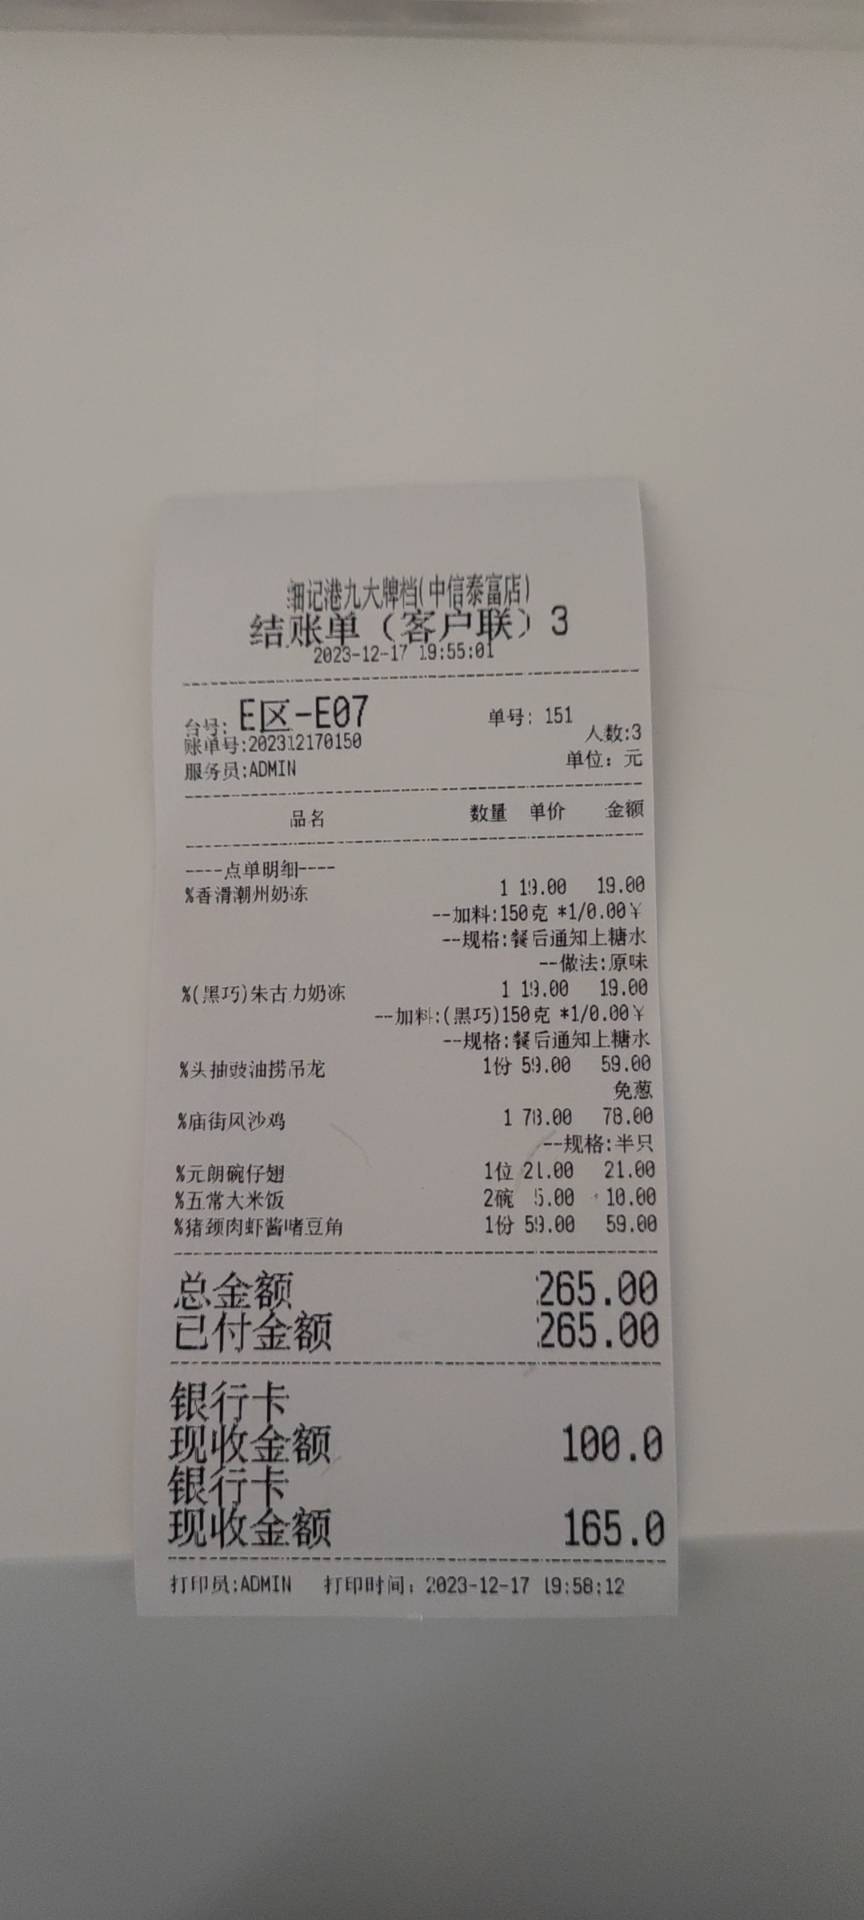 细记港九大牌档(中信泰富店)
结账单（客户联）3
2023-12-17 19:55:01
台号: E区-E07 单号: 151
账单号:202312170150 人数:3
服务员:ADMIN 单位: 元
品名 数量 单价 金额
----点单明细----
%香滑潮州奶冻 1 19.00 19.00
--加料:150克 *1/0.00¥
--规格:餐后通知上糖水
--做法:原味
%(黑巧)朱古力奶冻 1 19.00 19.00
--加料:(黑巧)150克 *1/0.00¥
--规格:餐后通知上糖水
%头抽豉油捞吊龙 1份 59.00 59.00
免葱
%庙街风沙鸡 1 78.00 78.00
--规格:半只
%元朗碗仔翅 1位 21.00 21.00
%五常大米饭 2碗 5.00 10.00
%猪颈肉虾酱啫豆角 1份 59.00 59.00
总金额 265.00
已付金额 265.00
银行卡
现收金额 100.0
银行卡
现收金额 165.0
打印员:ADMIN 打印时间: 2023-12-17 19:58:12